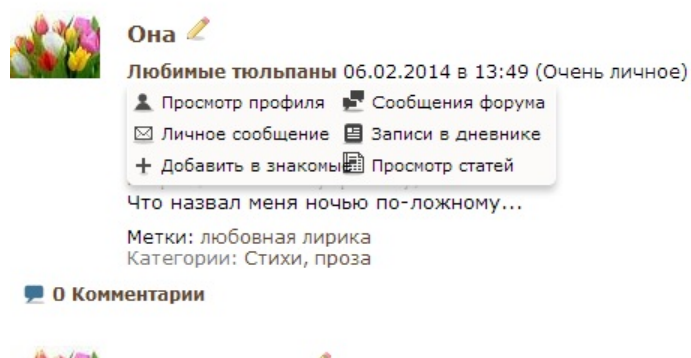 Она
Любимые тюльпаны 06.02.2014 в 13:49 (Очень личное)
Просмотр профиля Сообщения форума
Личное сообщение Записи в дневнике
Добавить в знакомы Просмотр статей
Что назвал меня ночью по-ложному...
Метки: любовная лирика
Категории: Стихи, проза
0 Комментарии